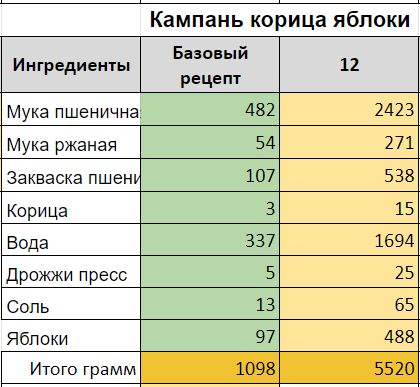 Кампань корица яблоки
Ингредиенты Базовый рецепт 12
Мука пшенична 482 2423
Мука ржаная 54 271
Закваска пшени 107 538
Корица 3 15
Вода 337 1694
Дрожжи пресс 5 25
Соль 13 65
Яблоки 97 488
Итого грамм 1098 5520